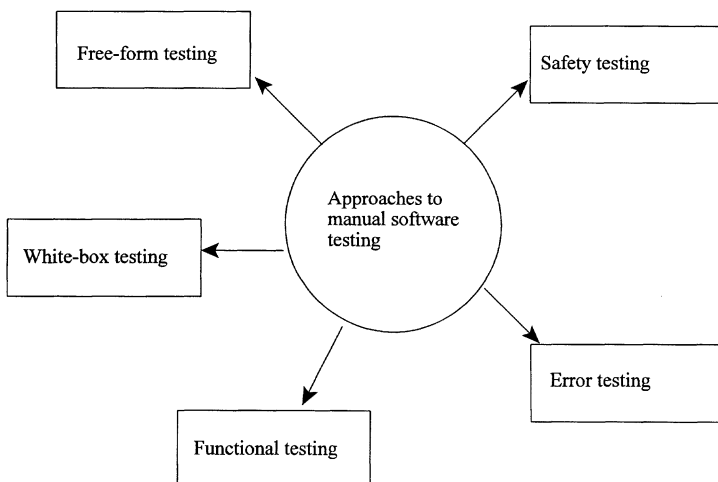 Free-form testing
Safety testing
Approaches to
manual software
testing
White-box testing
Error testing
Functional testing